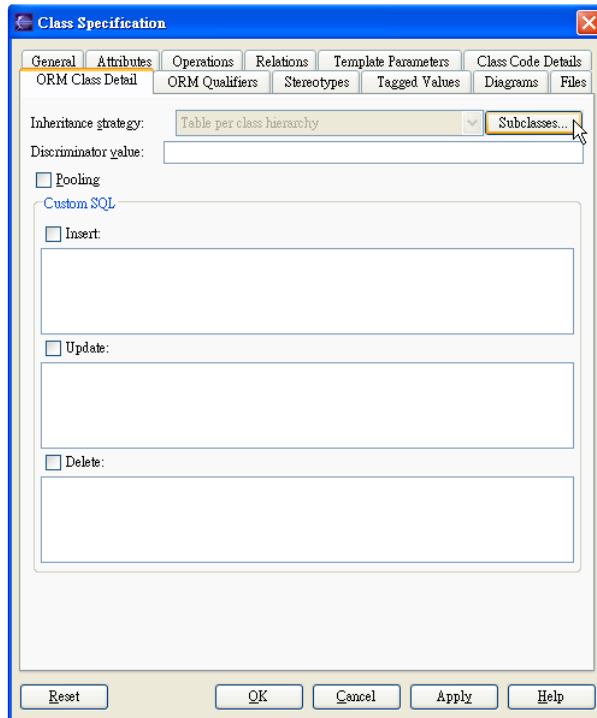 Class Specification
General Attributes Operations Relations Template Parameters Class Code Details
ORM Class Detail ORM Qualifiers Stereotypes Tagged Values Diagrams Files
Inheritance strategy: Table per class hierarchy Subclasses...
Discriminator value:
Pooling
Custom SQL
Insert:
Update:
Delete:
Reset OK Cancel Apply Help